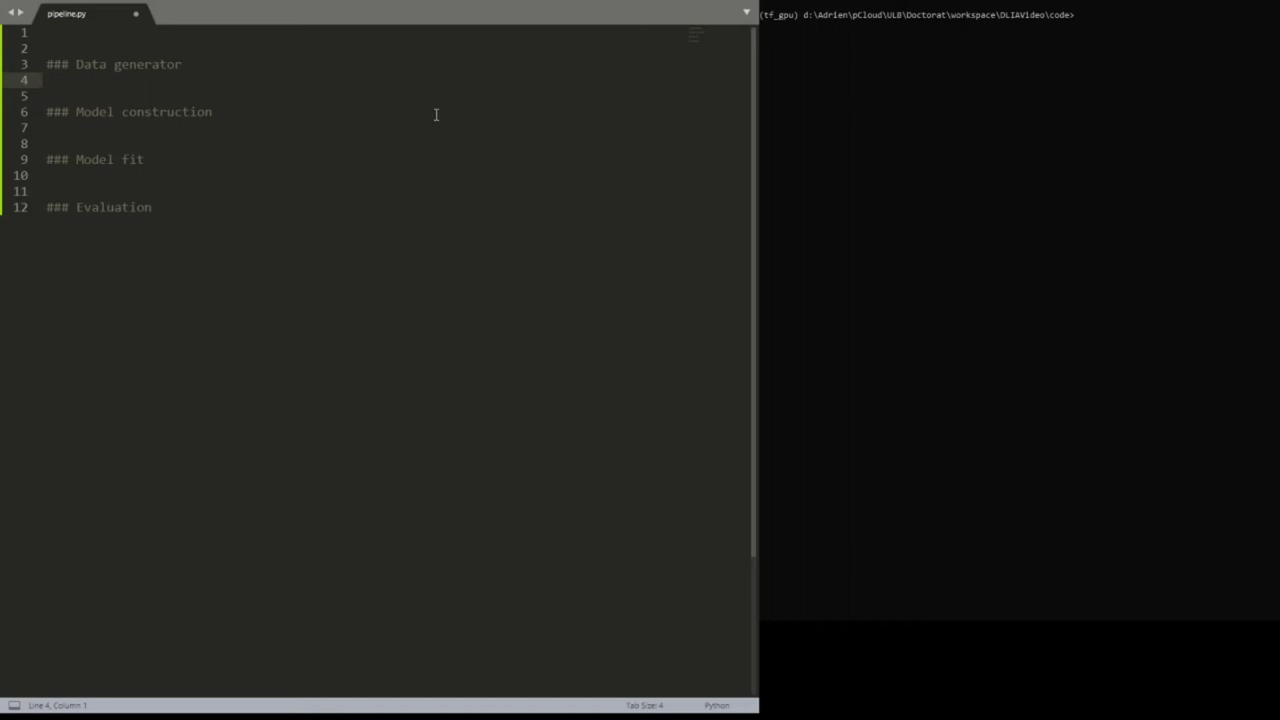 pipeline.py
1
2
3 ### Data generator
4
5
6 ### Model construction
7
8
9 ### Model fit
10
11
12 ### Evaluation
Line 4, Column 1
Tab Size: 4
Python
(tf_gpu) d:\Adrien\pCloud\ULB\Doctorat\workspace\DLIAVideo\code>